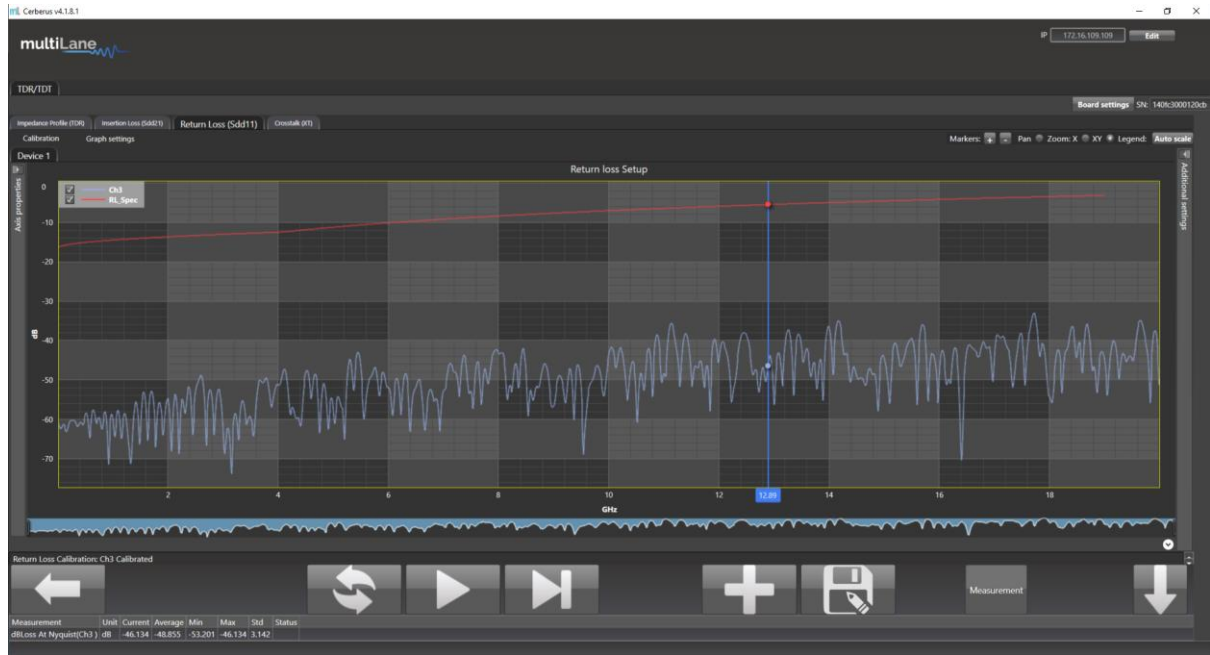 Cerberus v4.1.8.1
multiLane
IP 172.16.109.109 Edit
TDR/TDT
Board settings SN: 140fc3000120cb
Impedance Profile (TDR) Insertion Loss (Sdd21) Return Loss (Sdd11) Crosstalk (XT)
Calibration Graph settings Markers: + - Pan Zoom: X XY Legend: Auto scale
Device 1
Return loss Setup
Axis properties
Additional settings
Ch3
RL_Spec
0
-10
-20
-30
-40
-50
-60
-70
dB
2 4 6 8 10 12 12.89 14 16 18
GHz
Return Loss Calibration: Ch3 Calibrated
Measurement
Measurement Unit Current Average Min Max Std Status
dBLoss At Nyquist(Ch3 ) dB -46.134 -48.855 -53.201 -46.134 3.142